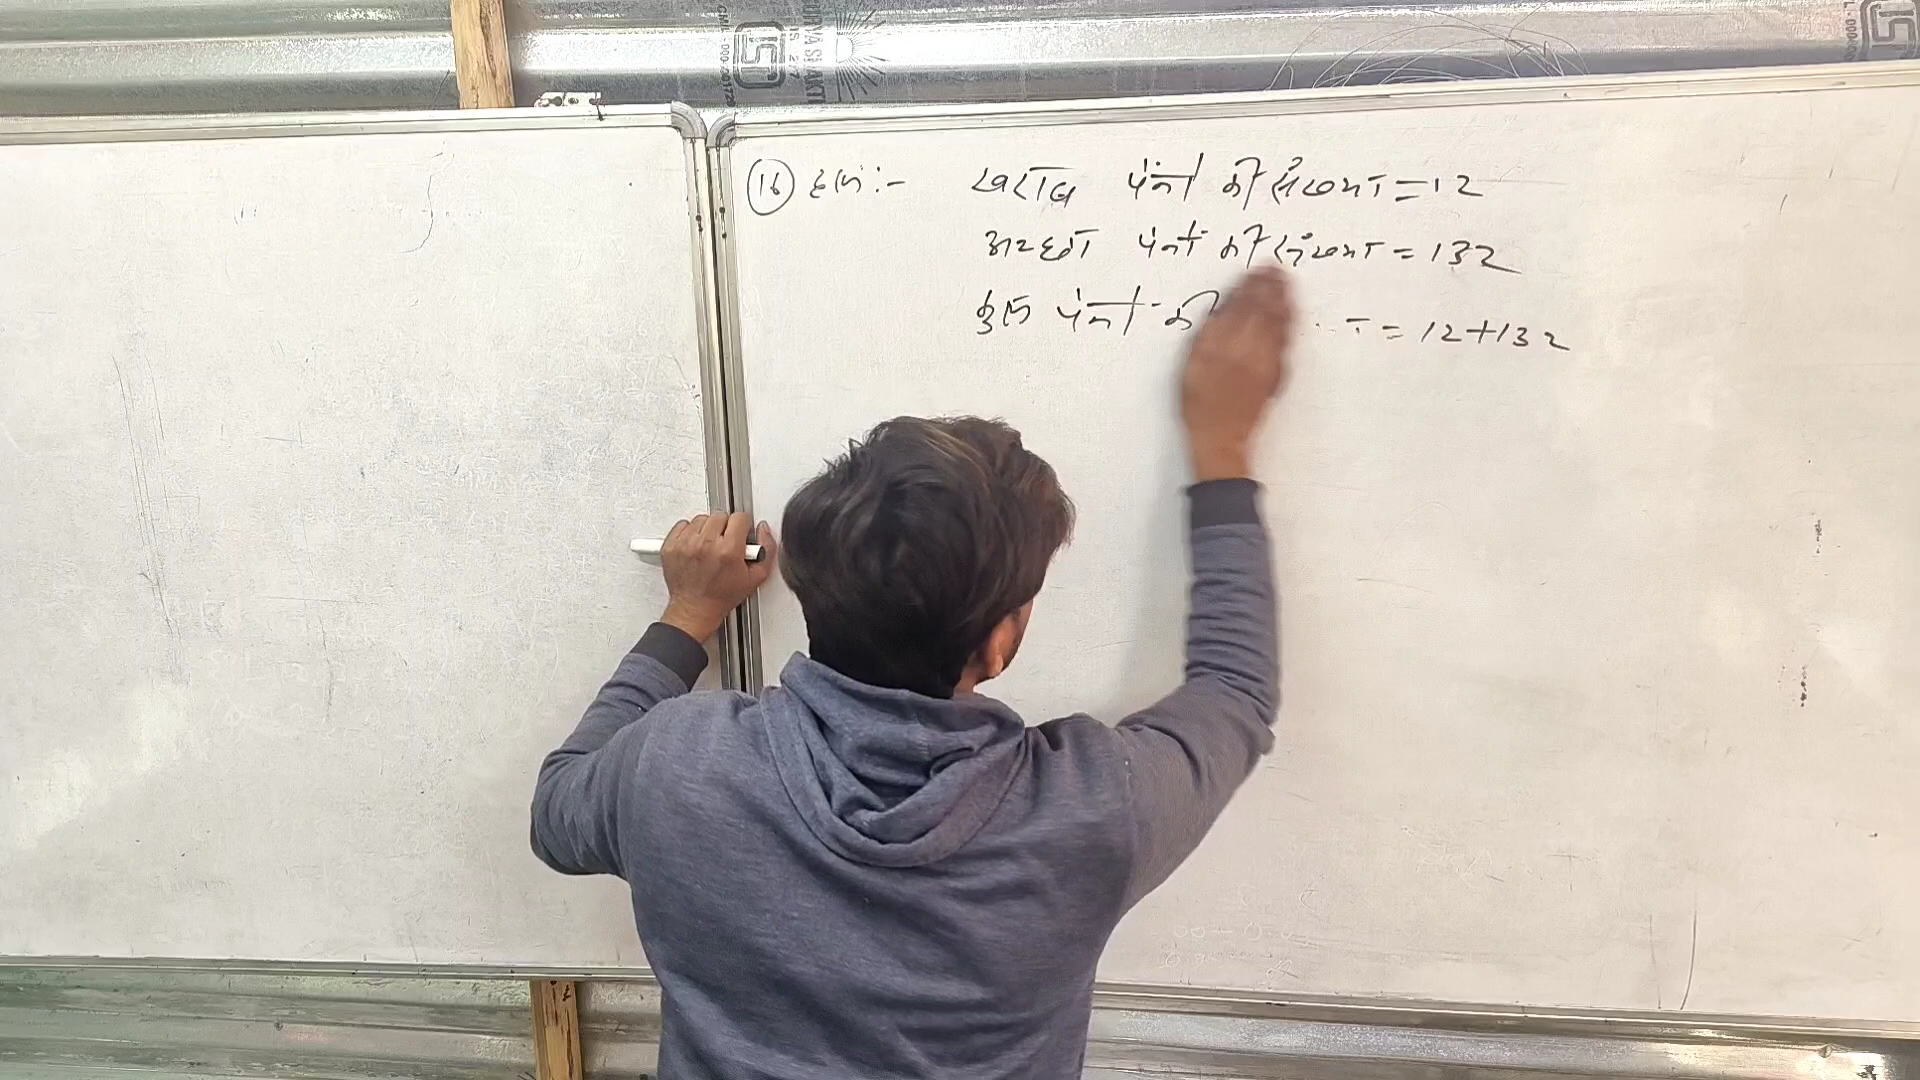 16 हल:- खराब पेनों की संख्या = 12
अच्छे पेनों की संख्या = 132
कुल पेनों की = 12+132